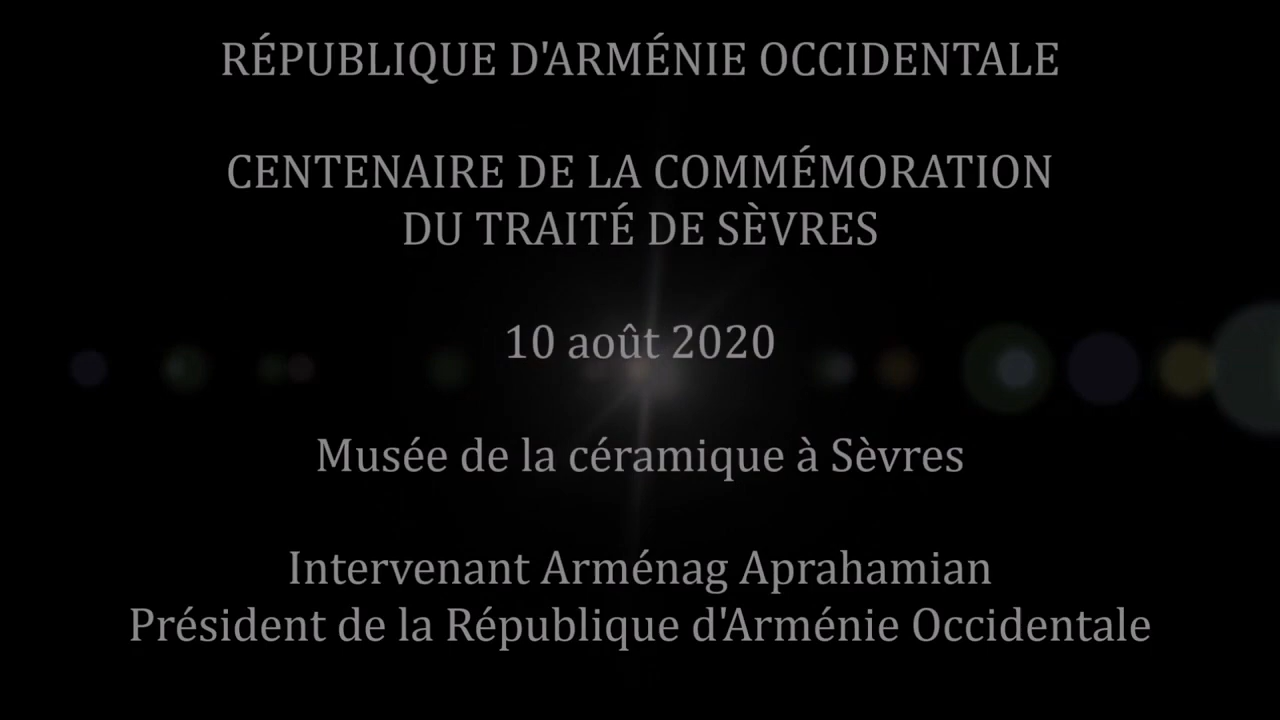 RÉPUBLIQUE D'ARMÉNIE OCCIDENTALE
CENTENAIRE DE LA COMMÉMORATION
DU TRAITÉ DE SÈVRES
10 août 2020
Musée de la céramique à Sèvres
Intervenant Arménag Aprahamian
Président de la République d'Arménie Occidentale